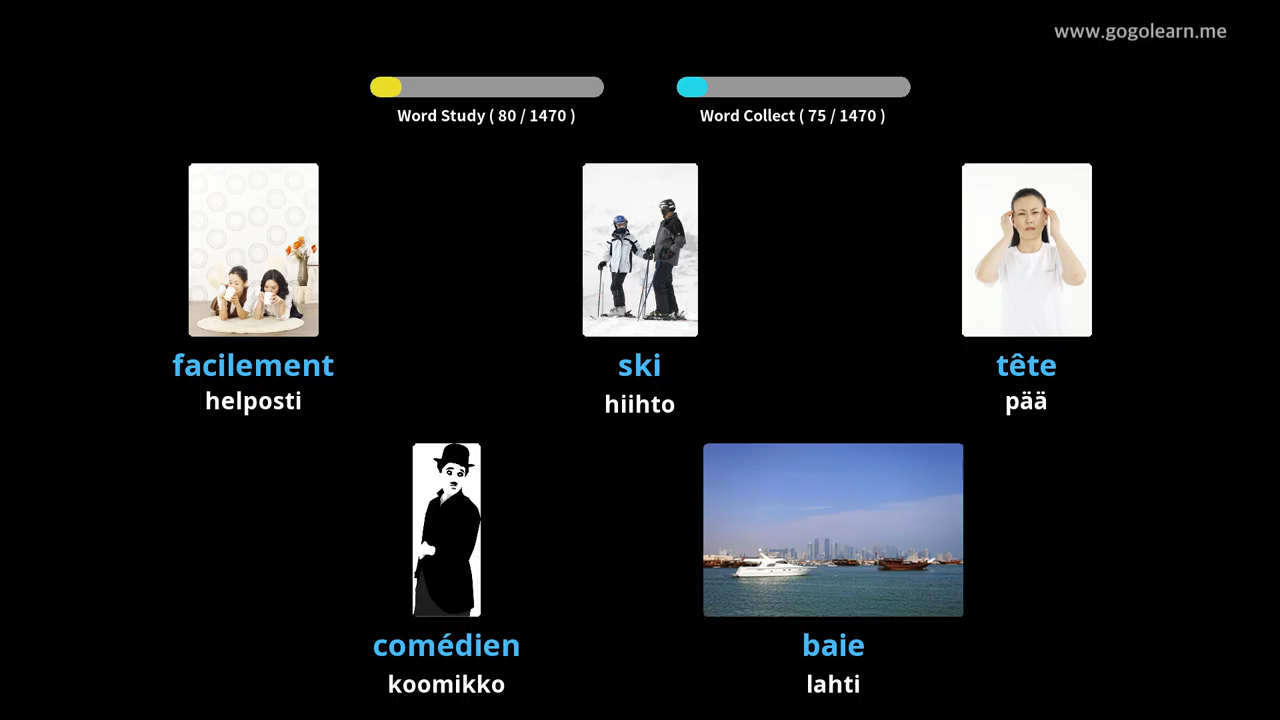 www.gogolearn.me
Word Study ( 80 / 1470 )
Word Collect ( 75 / 1470 )
facilement
helposti
ski
hiihto
tête
pää
comédien
koomikko
baie
lahti